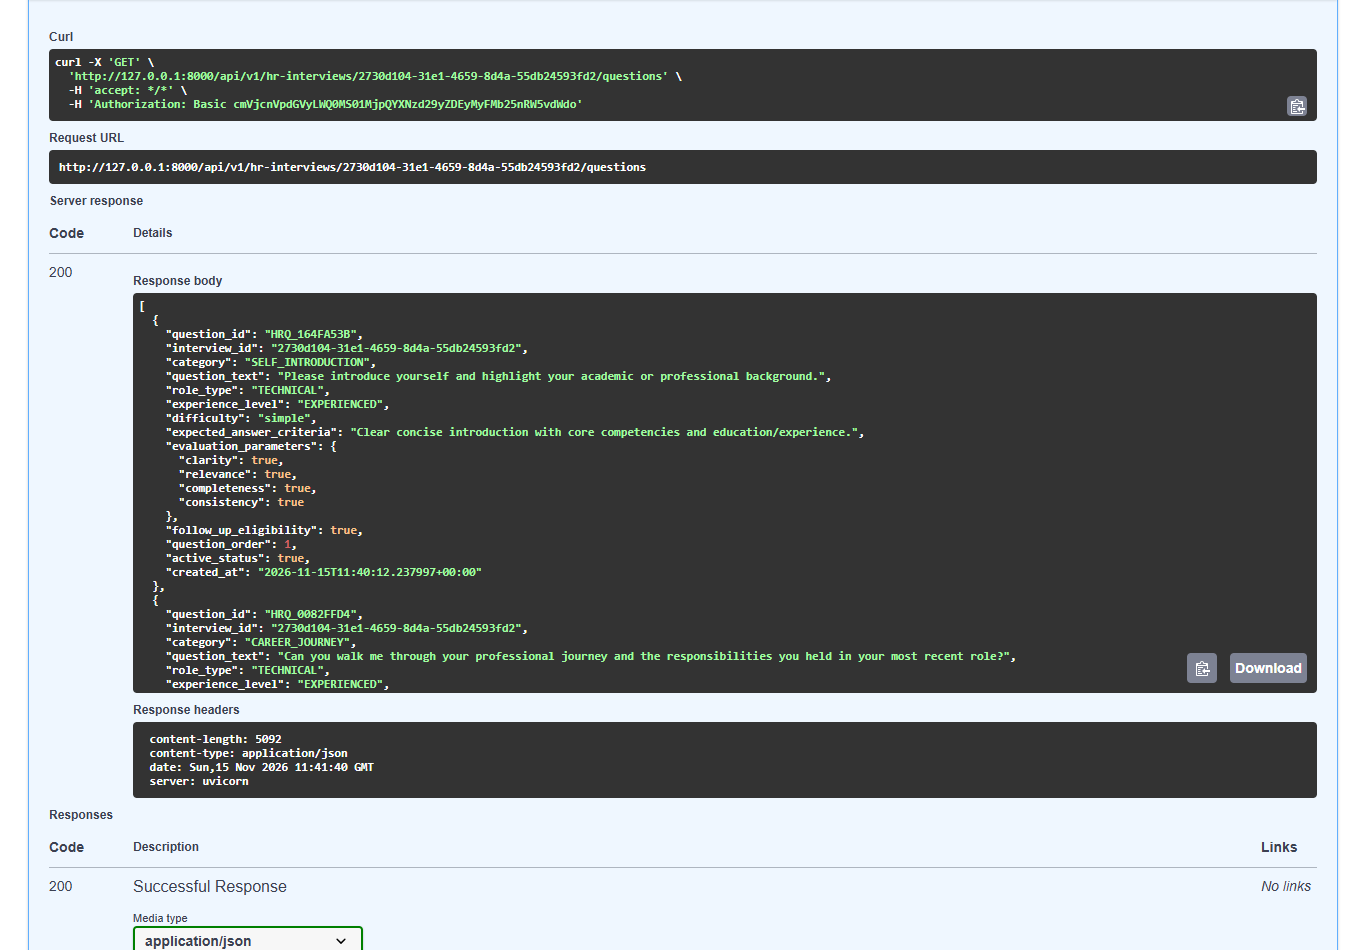 Curl
curl -X 'GET' \
'http://127.0.0.1:8000/api/v1/hr-interviews/2730d104-31e1-4659-8d4a-55db24593fd2/questions' \
-H 'accept: */*' \
-H 'Authorization: Basic cmVjcnVpdGVyLWQ0MS01MjpQYXNzd29yZDEyMyFMb25nRW5vdWdo'
Request URL
http://127.0.0.1:8000/api/v1/hr-interviews/2730d104-31e1-4659-8d4a-55db24593fd2/questions
Server response
Code Details
200
Response body
[
{
"question_id": "HRQ_164FA53B",
"interview_id": "2730d104-31e1-4659-8d4a-55db24593fd2",
"category": "SELF_INTRODUCTION",
"question_text": "Please introduce yourself and highlight your academic or professional background.",
"role_type": "TECHNICAL",
"experience_level": "EXPERIENCED",
"difficulty": "simple",
"expected_answer_criteria": "Clear concise introduction with core competencies and education/experience.",
"evaluation_parameters": {
"clarity": true,
"relevance": true,
"completeness": true,
"consistency": true
},
"follow_up_eligibility": true,
"question_order": 1,
"active_status": true,
"created_at": "2026-11-15T11:40:12.237997+00:00"
},
{
"question_id": "HRQ_0082FFD4",
"interview_id": "2730d104-31e1-4659-8d4a-55db24593fd2",
"category": "CAREER_JOURNEY",
"question_text": "Can you walk me through your professional journey and the responsibilities you held in your most recent role?",
"role_type": "TECHNICAL",
"experience_level": "EXPERIENCED",
Download
Response headers
content-length: 5092
content-type: application/json
date: Sun,15 Nov 2026 11:41:40 GMT
server: uvicorn
Responses
Code Description Links
200 Successful Response No links
Media type
application/json